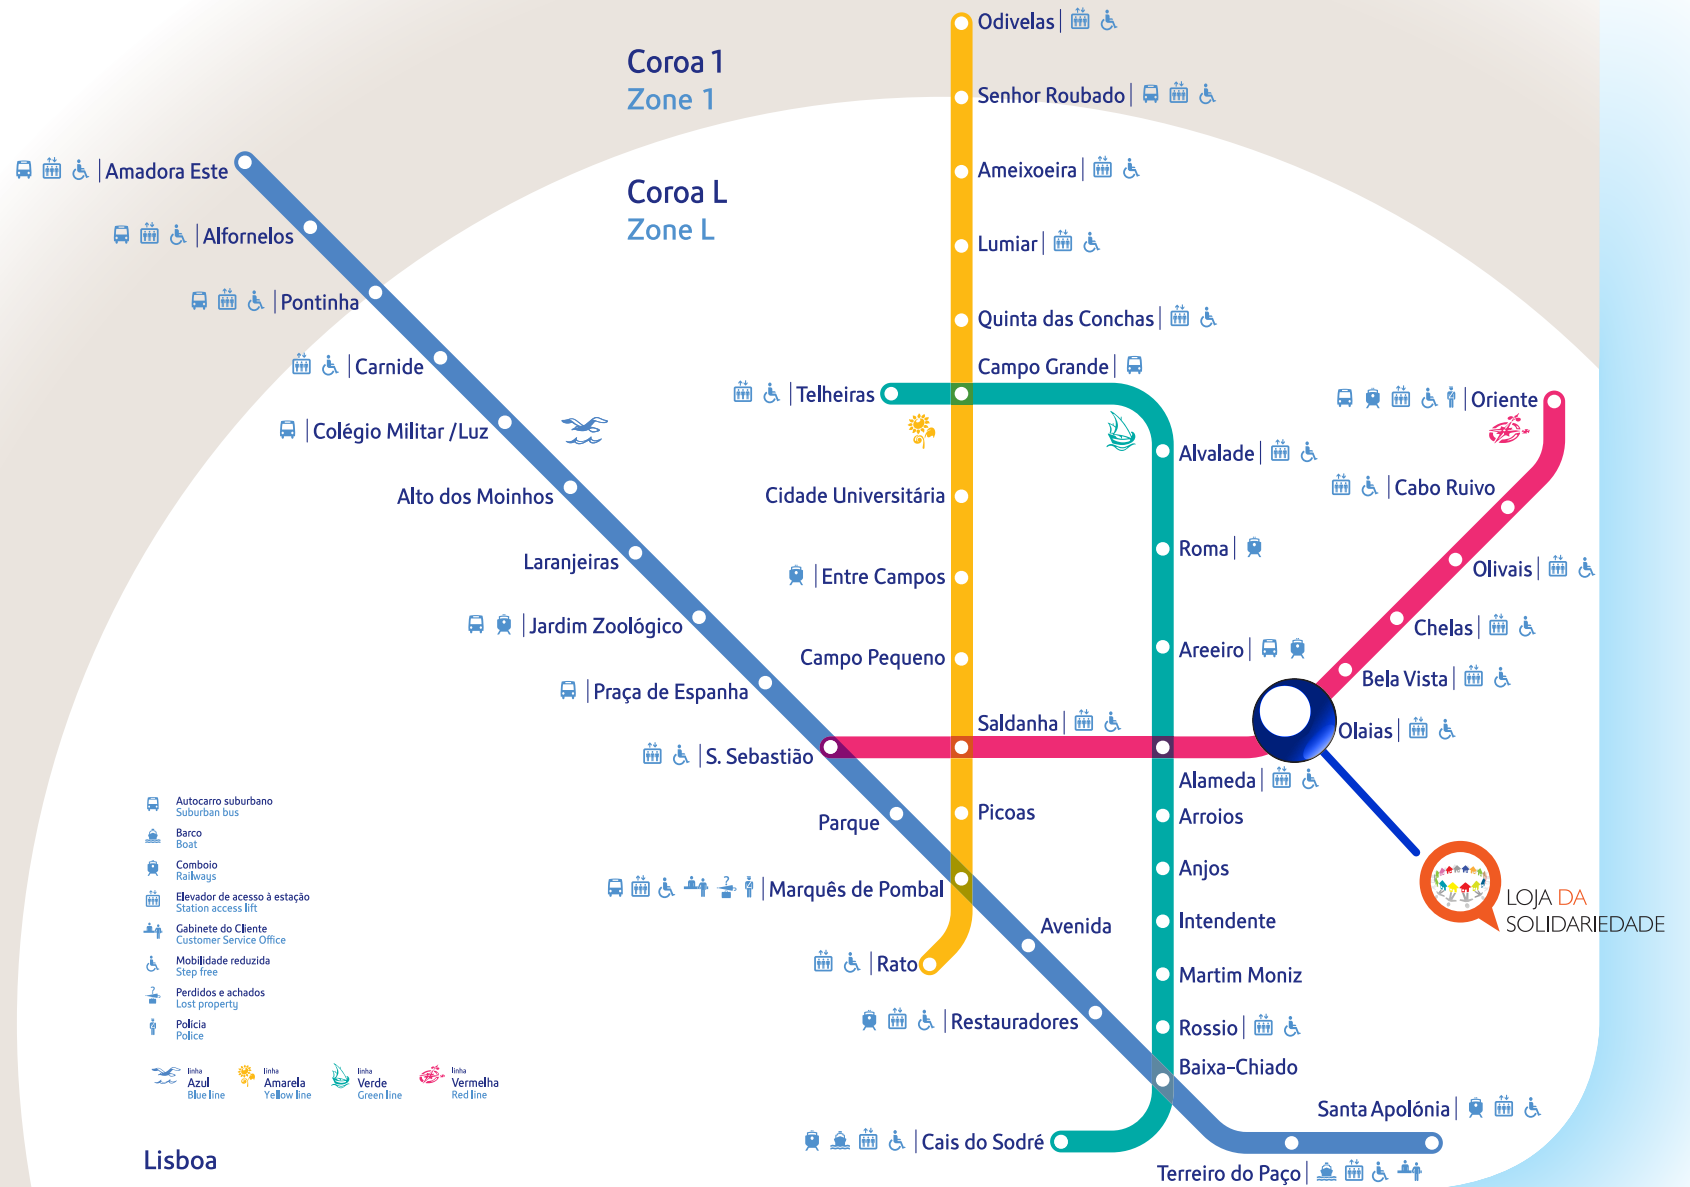 Odivelas
Coroa 1
Zone 1
Senhor Roubado
Amadora Este
Ameixoeira
Coroa L
Zone L
Alfornelos
Lumiar
Pontinha
Quinta das Conchas
Carnide
Campo Grande
Telheiras
Oriente
Colégio Militar /Luz
Alvalade
Cabo Ruivo
Alto dos Moinhos
Cidade Universitária
Laranjeiras
Roma
Olivais
Entre Campos
Jardim Zoológico
Chelas
Campo Pequeno
Areeiro
Bela Vista
Praça de Espanha
Saldanha
Olaias
S. Sebastião
Alameda
Picoas
Arroios
Parque
Anjos
Marquês de Pombal
Avenida
Intendente
LOJA DA
SOLIDARIEDADE
Rato
Martim Moniz
Restauradores
Rossio
Baixa-Chiado
Santa Apolónia
Cais do Sodré
Terreiro do Paço
Autocarro suburbano
Suburban bus
Barco
Boat
Comboio
Railways
Elevador de acesso à estação
Station access lift
Gabinete do Cliente
Customer Service Office
Mobilidade reduzida
Step free
Perdidos e achados
Lost property
Polícia
Police
linha
Azul
Blue line
linha
Amarela
Yellow line
linha
Verde
Green line
linha
Vermelha
Red line
Lisboa